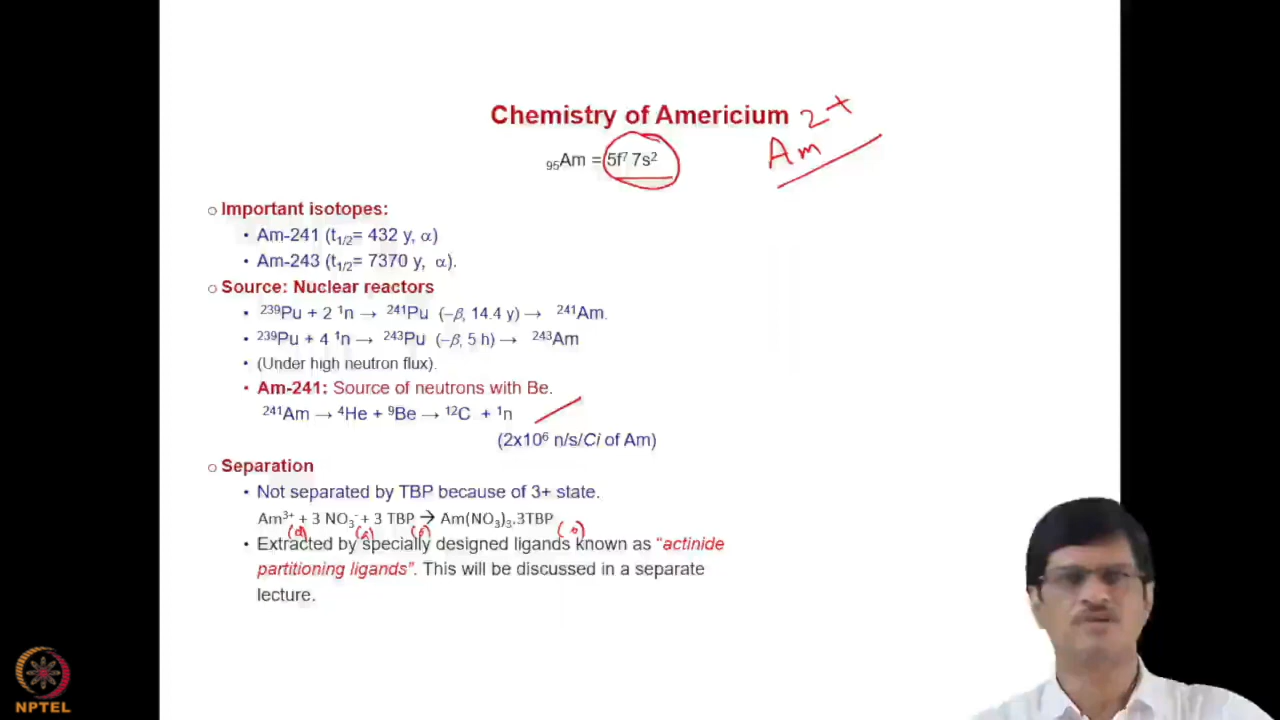 Chemistry of Americium
Am²⁺
₉₅Am = 5f⁷ 7s²
o Important isotopes:
• Am-241 (t₁/₂= 432 y, α)
• Am-243 (t₁/₂= 7370 y, α).
o Source: Nuclear reactors
• ²³⁹Pu + 2 ¹n → ²⁴¹Pu (–β, 14.4 y) → ²⁴¹Am.
• ²³⁹Pu + 4 ¹n → ²⁴³Pu (–β, 5 h) → ²⁴³Am
• (Under high neutron flux).
• Am-241: Source of neutrons with Be.
²⁴¹Am → ⁴He + ⁹Be → ¹²C + ¹n
(2x10⁶ n/s/Ci of Am)
o Separation
• Not separated by TBP because of 3+ state.
Am³⁺ + 3 NO₃⁻ + 3 TBP → Am(NO₃)₃.3TBP
• Extracted by specially designed ligands known as “actinide
partitioning ligands”. This will be discussed in a separate
lecture.
NPTEL